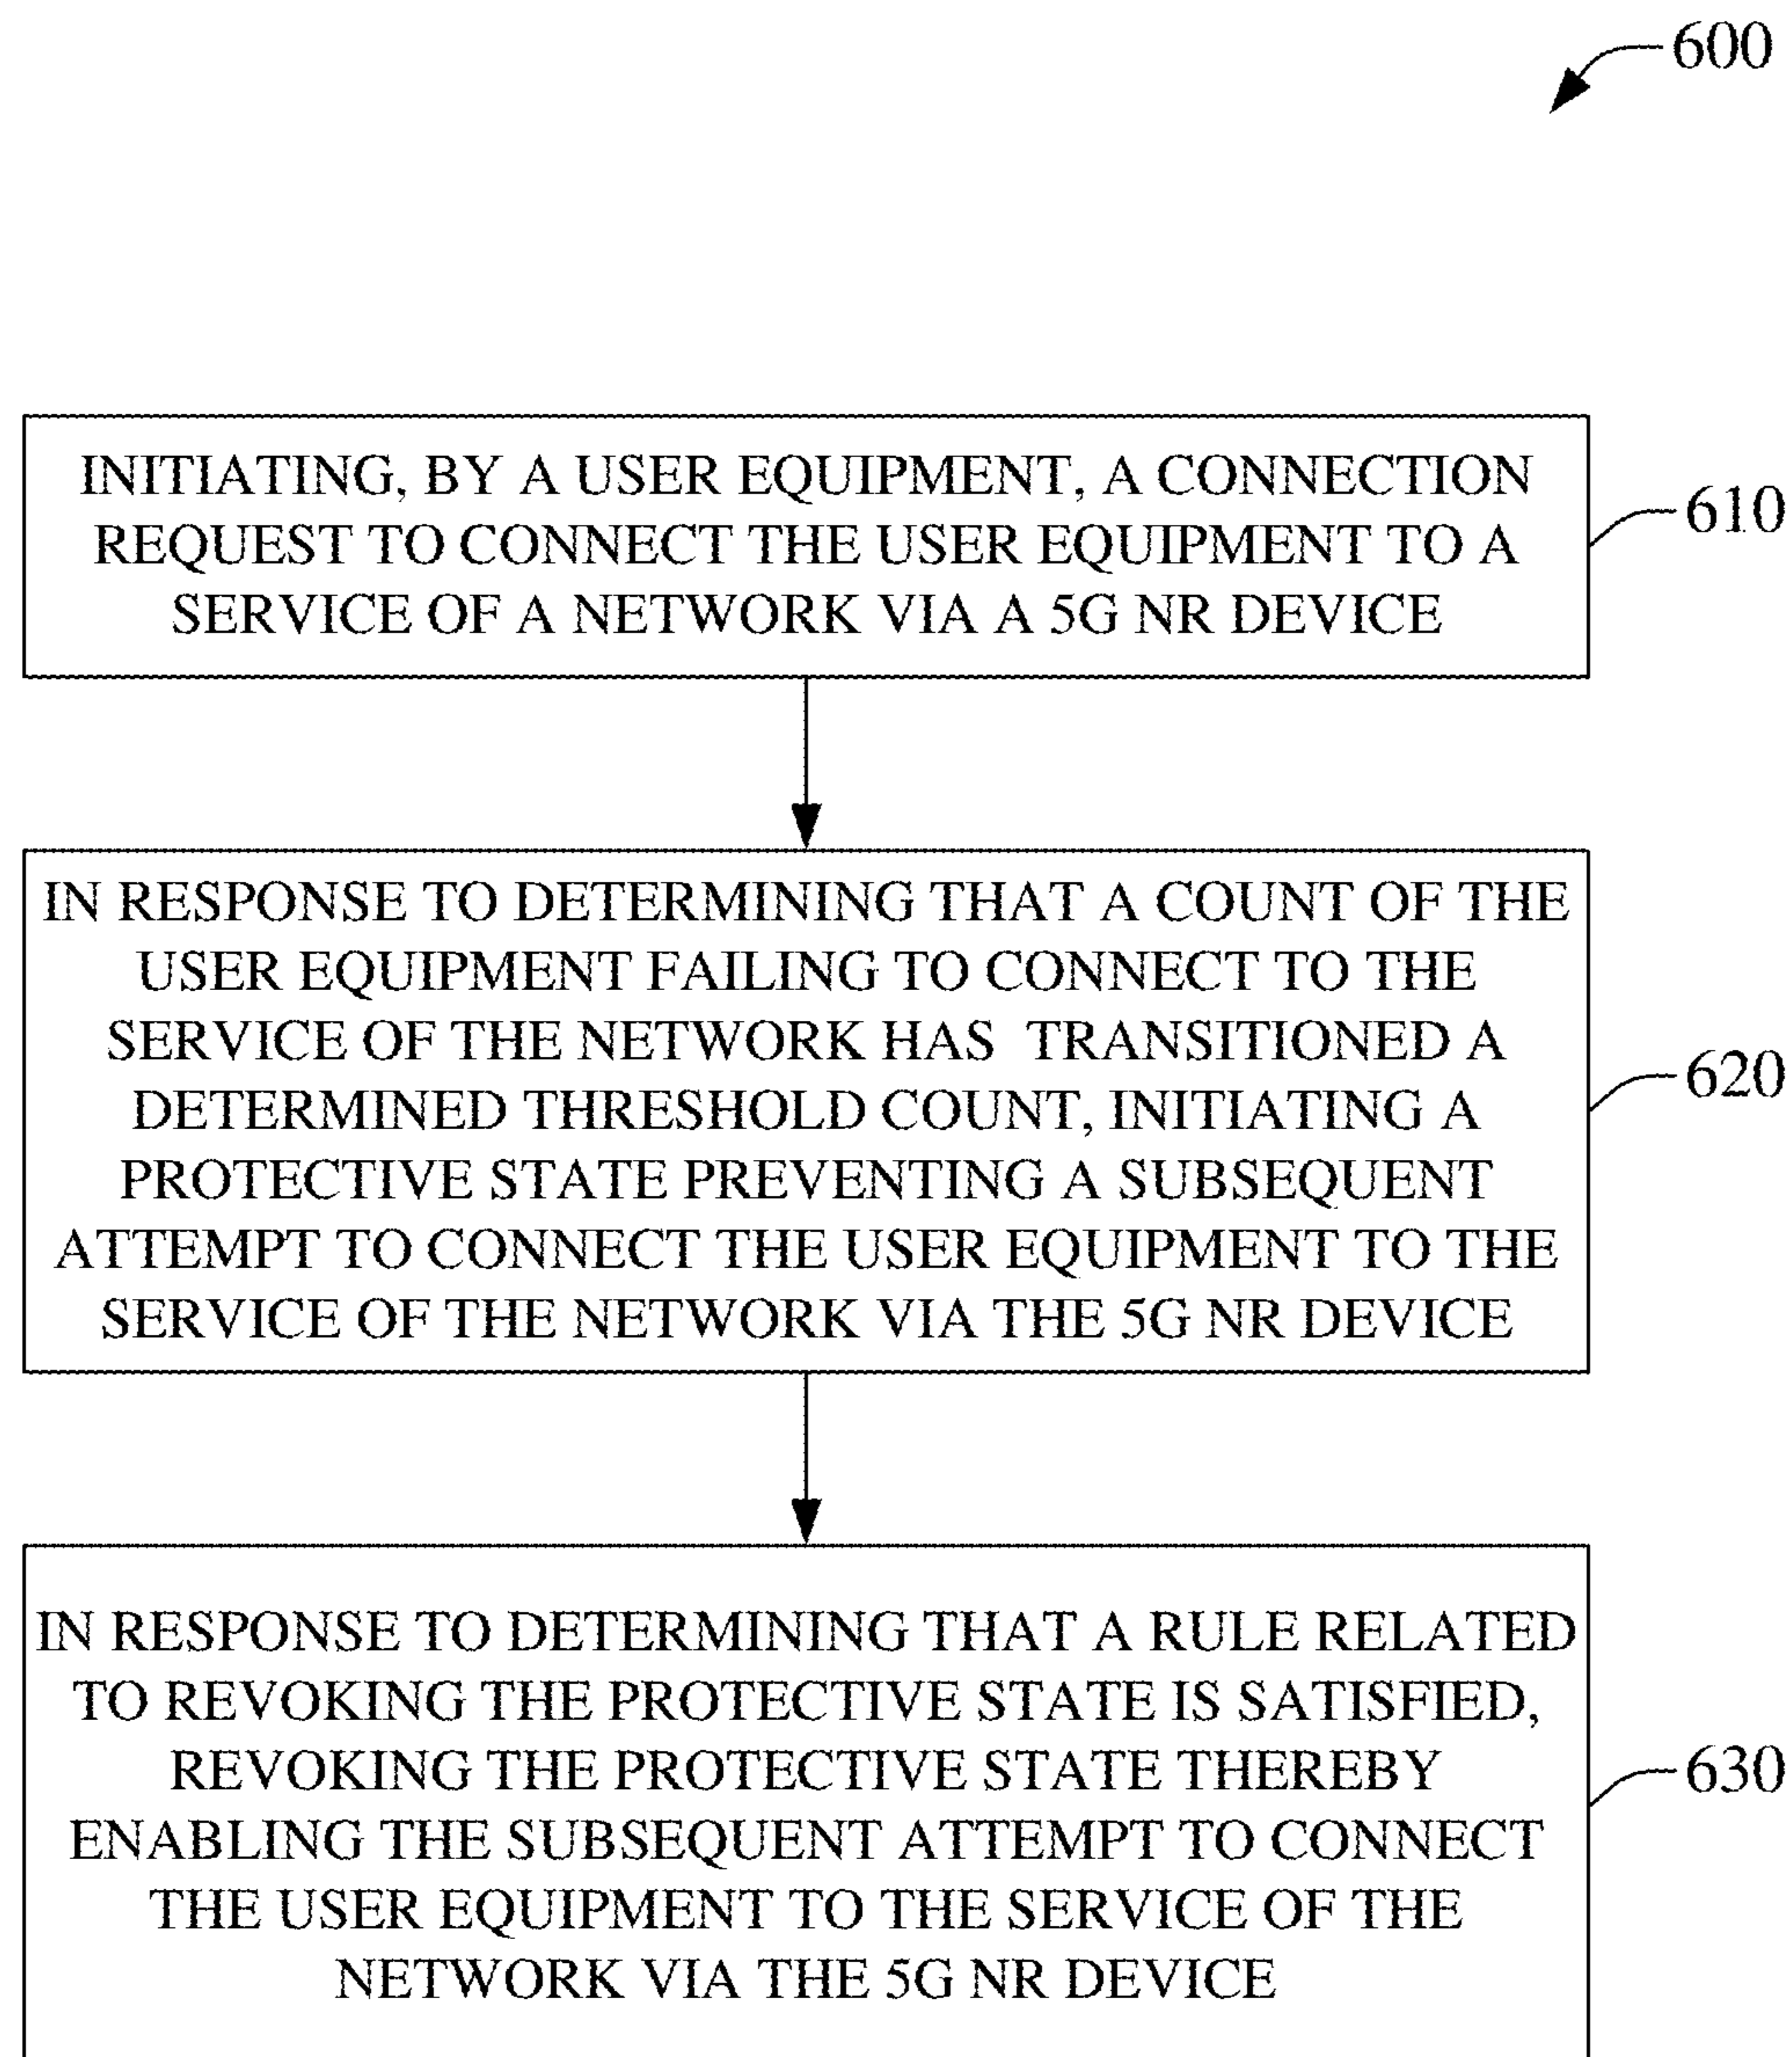 600
INITIATING, BY A USER EQUIPMENT, A CONNECTION
REQUEST TO CONNECT THE USER EQUIPMENT TO A
SERVICE OF A NETWORK VIA A 5G NR DEVICE
610
IN RESPONSE TO DETERMINING THAT A COUNT OF THE
USER EQUIPMENT FAILING TO CONNECT TO THE
SERVICE OF THE NETWORK HAS TRANSITIONED A
DETERMINED THRESHOLD COUNT, INITIATING A
PROTECTIVE STATE PREVENTING A SUBSEQUENT
ATTEMPT TO CONNECT THE USER EQUIPMENT TO THE
SERVICE OF THE NETWORK VIA THE 5G NR DEVICE
620
IN RESPONSE TO DETERMINING THAT A RULE RELATED
TO REVOKING THE PROTECTIVE STATE IS SATISFIED,
REVOKING THE PROTECTIVE STATE THEREBY
ENABLING THE SUBSEQUENT ATTEMPT TO CONNECT
THE USER EQUIPMENT TO THE SERVICE OF THE
NETWORK VIA THE 5G NR DEVICE
630